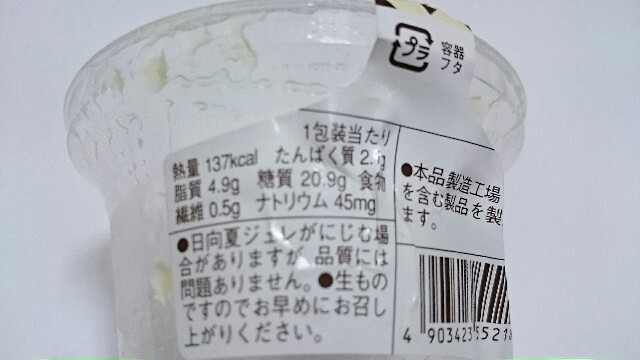 プラ
容器
フタ
1包装当たり
熱量 137kcal たんぱく質
脂質 4.9g 糖質 20.9g 食物
繊維 0.5g ナトリウム 45mg
●日向夏ジュレがにじむ場
合がありますが、品質には
問題ありません。●生もの
ですのでお早めにお召し
上がりください。
●本品製造工場
を含む製品を製
ます。
4 903423 5521